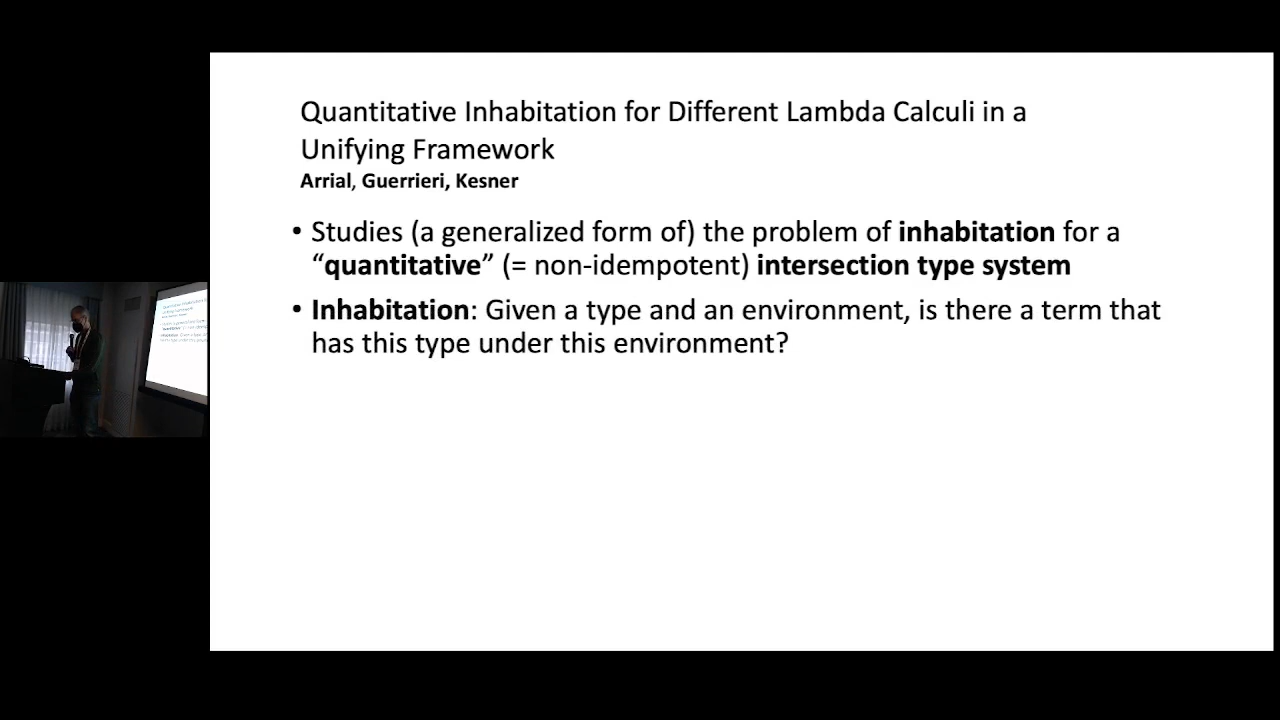 Quantitative Inhabitation for Different Lambda Calculi in a
Unifying Framework
Arrial, Guerrieri, Kesner
• Studies (a generalized form of) the problem of inhabitation for a
“quantitative” (= non-idempotent) intersection type system
• Inhabitation: Given a type and an environment, is there a term that
has this type under this environment?